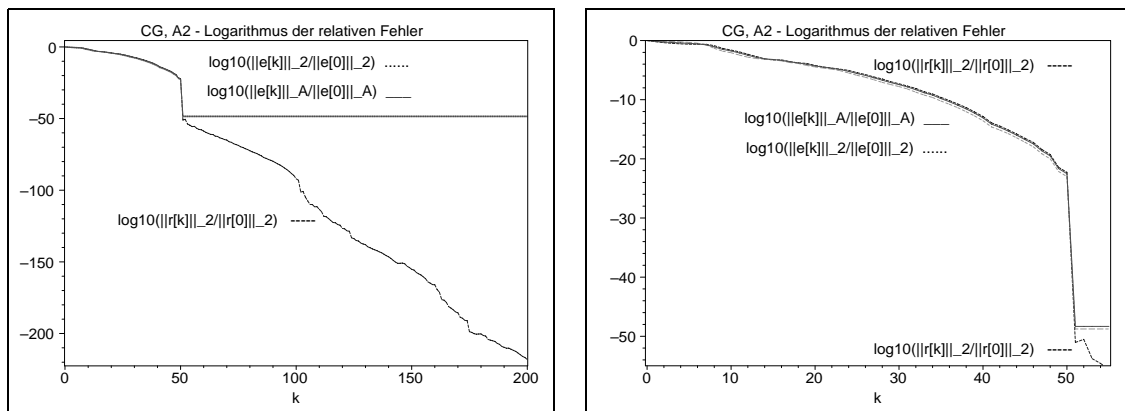 CG, A2 - Logarithmus der relativen Fehler
0
log10(||e[k]||_2/||e[0]||_2) ......
log10(||e[k]||_A/||e[0]||_A) ___
–50
–100
log10(||r[k]||_2/||r[0]||_2) -----
–150
–200
0 50 100 150 200
k
CG, A2 - Logarithmus der relativen Fehler
0
log10(||r[k]||_2/||r[0]||_2) -----
–10
log10(||e[k]||_A/||e[0]||_A) ___
log10(||e[k]||_2/||e[0]||_2) ......
–20
–30
–40
–50
log10(||r[k]||_2/||r[0]||_2) -----
0 10 20 30 40 50
k